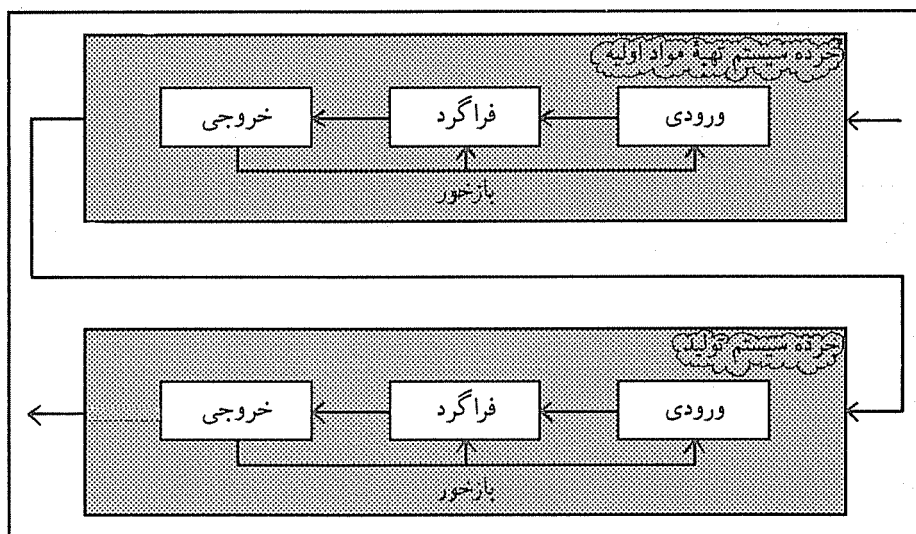 خرده سیستم تهیهٔ مواد اولیه
ورودی
فراگرد
خروجی
بازخور
خرده سیستم تولید
ورودی
فراگرد
خروجی
بازخور